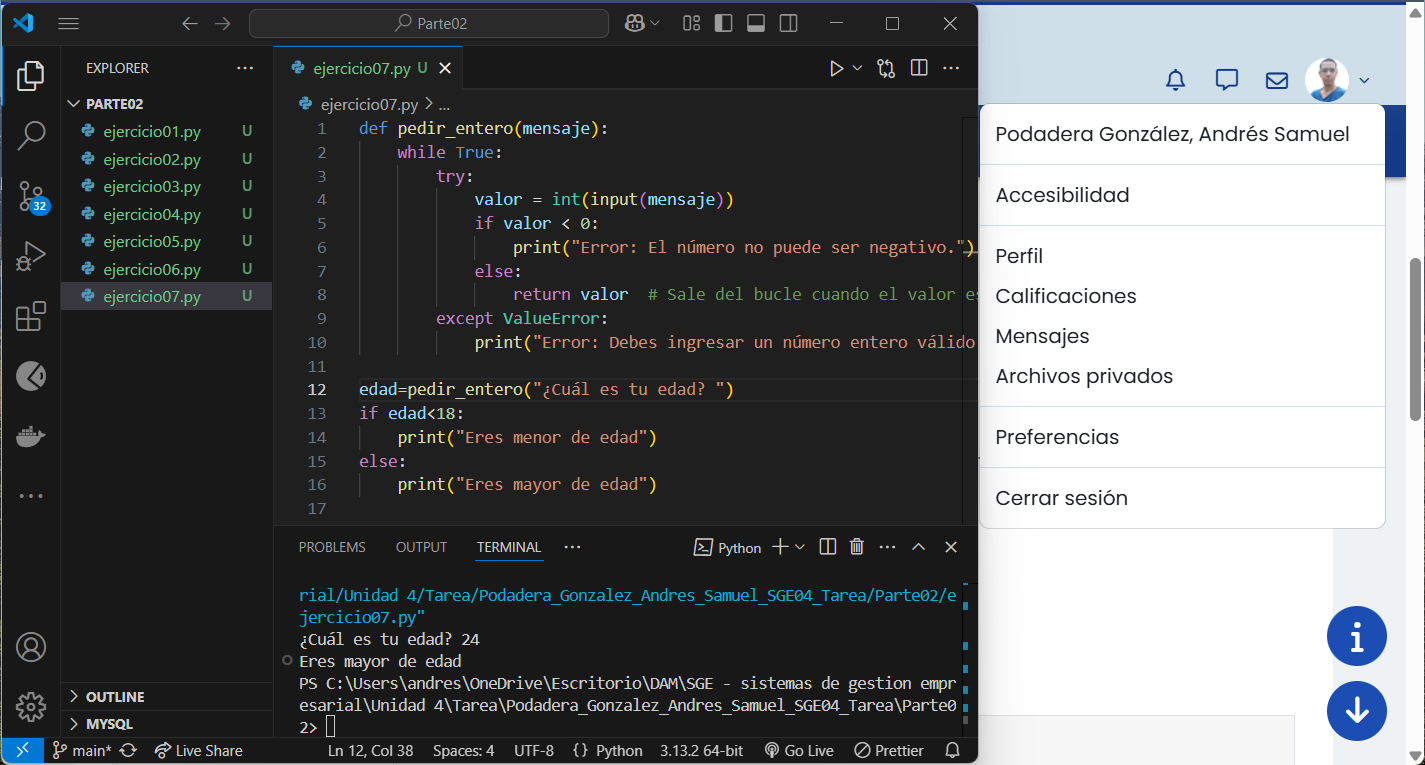 Parte02
EXPLORER
PARTE02
ejercicio01.py U
ejercicio02.py U
ejercicio03.py U
ejercicio04.py U
ejercicio05.py U
ejercicio06.py U
ejercicio07.py U
32
OUTLINE
MYSQL
ejercicio07.py U
ejercicio07.py > ...
1 def pedir_entero(mensaje):
2 while True:
3 try:
4 valor = int(input(mensaje))
5 if valor < 0:
6 print("Error: El número no puede ser negativo.")
7 else:
8 return valor # Sale del bucle cuando el valor es
9 except ValueError:
10 print("Error: Debes ingresar un número entero válido
11
12 edad=pedir_entero("¿Cuál es tu edad? ")
13 if edad<18:
14 print("Eres menor de edad")
15 else:
16 print("Eres mayor de edad")
17
PROBLEMS OUTPUT TERMINAL ... Python
rial/Unidad 4/Tarea/Podadera_Gonzalez_Andres_Samuel_SGE04_Tarea/Parte02/e
jercicio07.py"
¿Cuál es tu edad? 24
Eres mayor de edad
PS C:\Users\andres\OneDrive\Escritorio\DAM\SGE - sistemas de gestion empr
esarial\Unidad 4\Tarea\Podadera_Gonzalez_Andres_Samuel_SGE04_Tarea\Parte0
2>
main* Live Share Ln 12, Col 38 Spaces: 4 UTF-8 {} Python 3.13.2 64-bit Go Live Prettier
Podadera González, Andrés Samuel
Accesibilidad
Perfil
Calificaciones
Mensajes
Archivos privados
Preferencias
Cerrar sesión